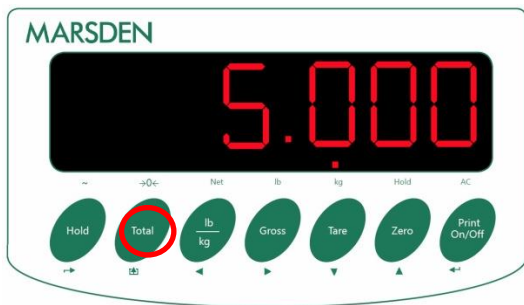 MARSDEN
5.000
~ →0← Net lb kg Hold AC
Hold Total lb/kg Gross Tare Zero Print On/Off